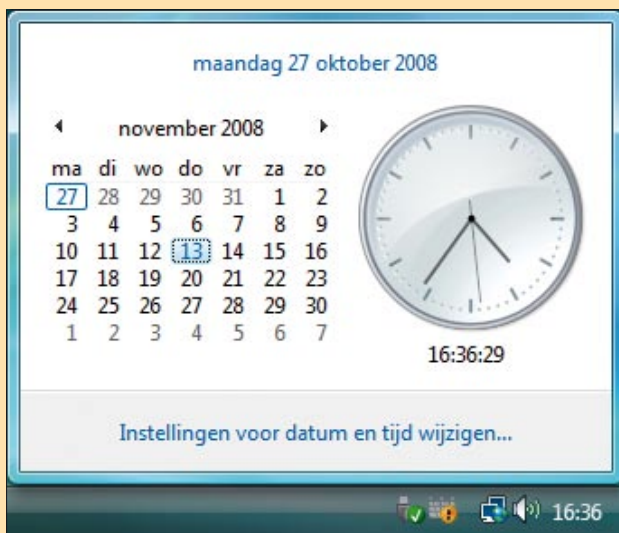 maandag 27 oktober 2008
november 2008
ma di wo do vr za zo
27 28 29 30 31 1 2
3 4 5 6 7 8 9
10 11 12 13 14 15 16
17 18 19 20 21 22 23
24 25 26 27 28 29 30
1 2 3 4 5 6 7
16:36:29
Instellingen voor datum en tijd wijzigen...
16:36